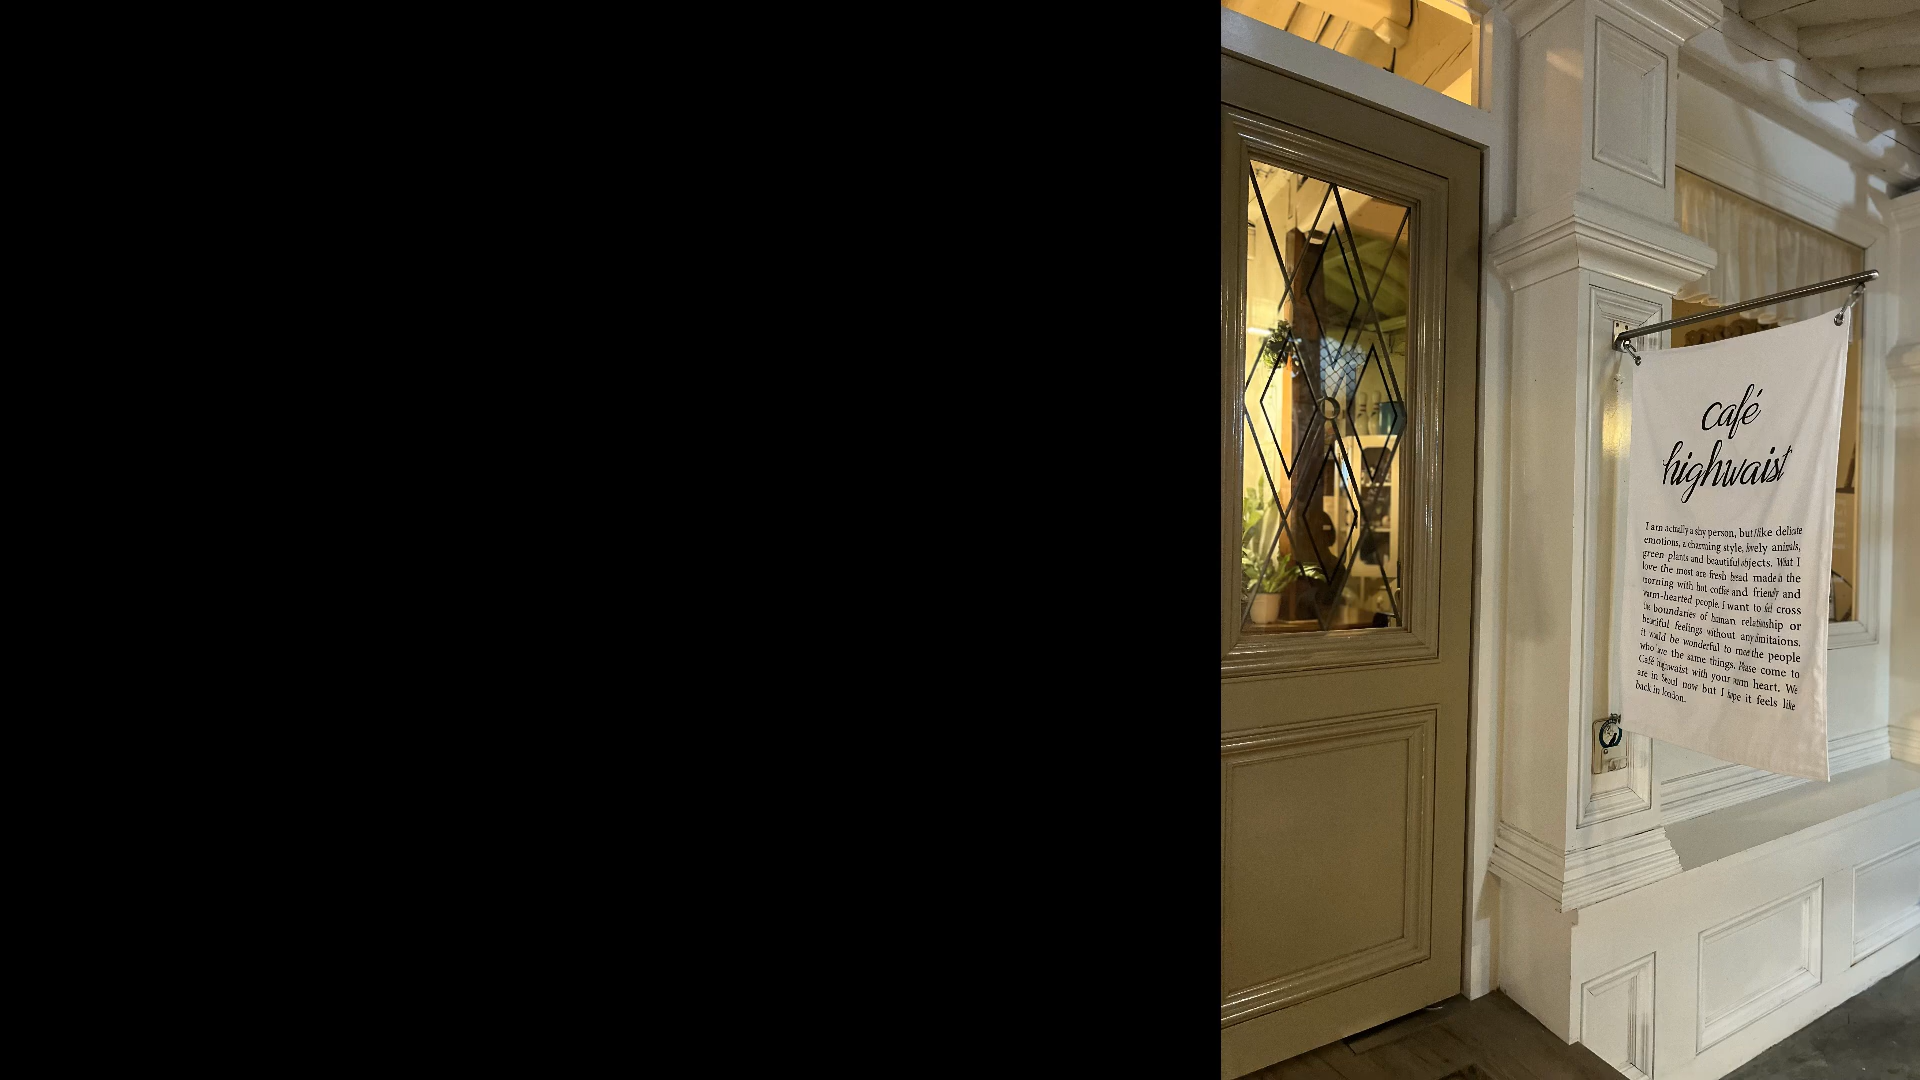 café
highwaist
I am actually a shy person, but I like delicate
emotions, a charming style, lovely animals,
green plants and beautiful objects. What I
love the most are fresh bread made in the
morning with hot coffee and friendly and
warm-hearted people. I want to feel cross
the boundaries of human relationship or
beautiful feelings without any limitaions.
it would be wonderful to meet the people
who are the same things. Please come to
Café highwaist with your warm heart. We
are in Seoul now but I hope it feels like
back in london.